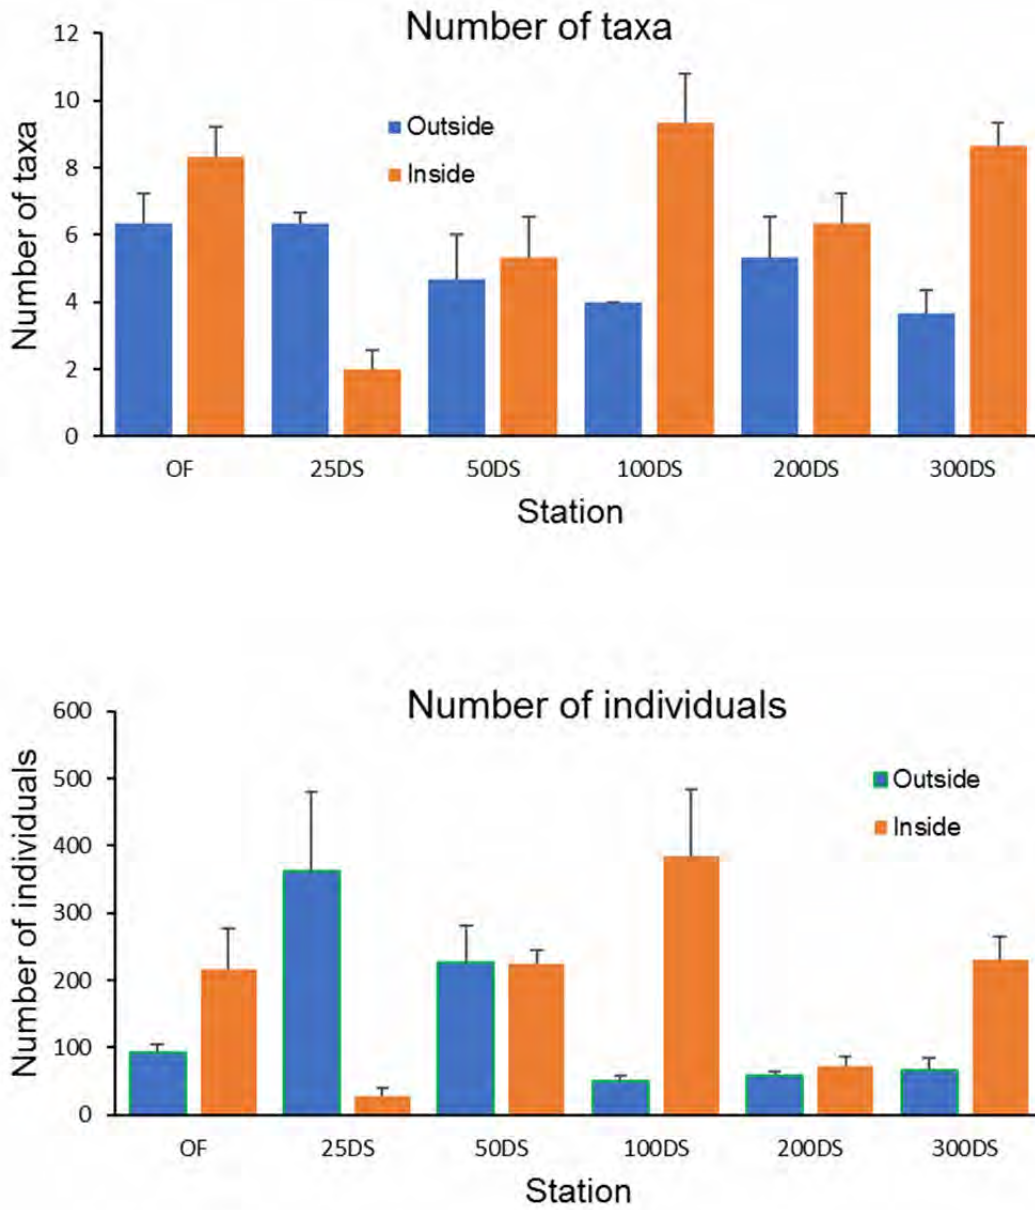 Number of taxa
12
10
8
6
4
2
0
Number of taxa
Outside
Inside
OF 25DS 50DS 100DS 200DS 300DS
Station
Number of individuals
600
500
400
300
200
100
0
Number of individuals
Outside
Inside
OF 25DS 50DS 100DS 200DS 300DS
Station